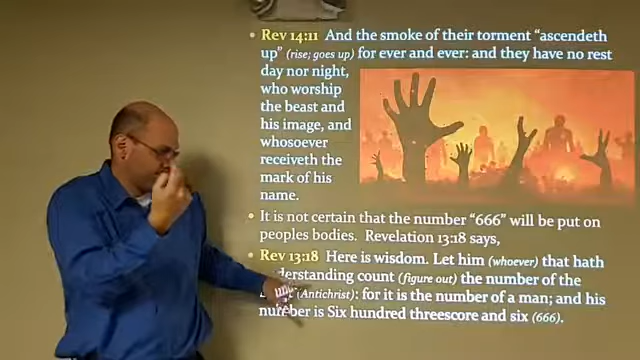 Rev 14:11 And the smoke of their torment “ascendeth
up” (rise; goes up) for ever and ever: and they have no rest
day nor night,
who worship
the beast and
his image, and
whosoever
receiveth the
mark of his
name.
It is not certain that the number “666” will be put on
peoples bodies. Revelation 13:18 says,
Rev 13:18 Here is wisdom. Let him (whoever) that hath
count (figure out) the number of the
(Antichrist): for it is the number of a man; and his
number is Six hundred threescore and six (666).